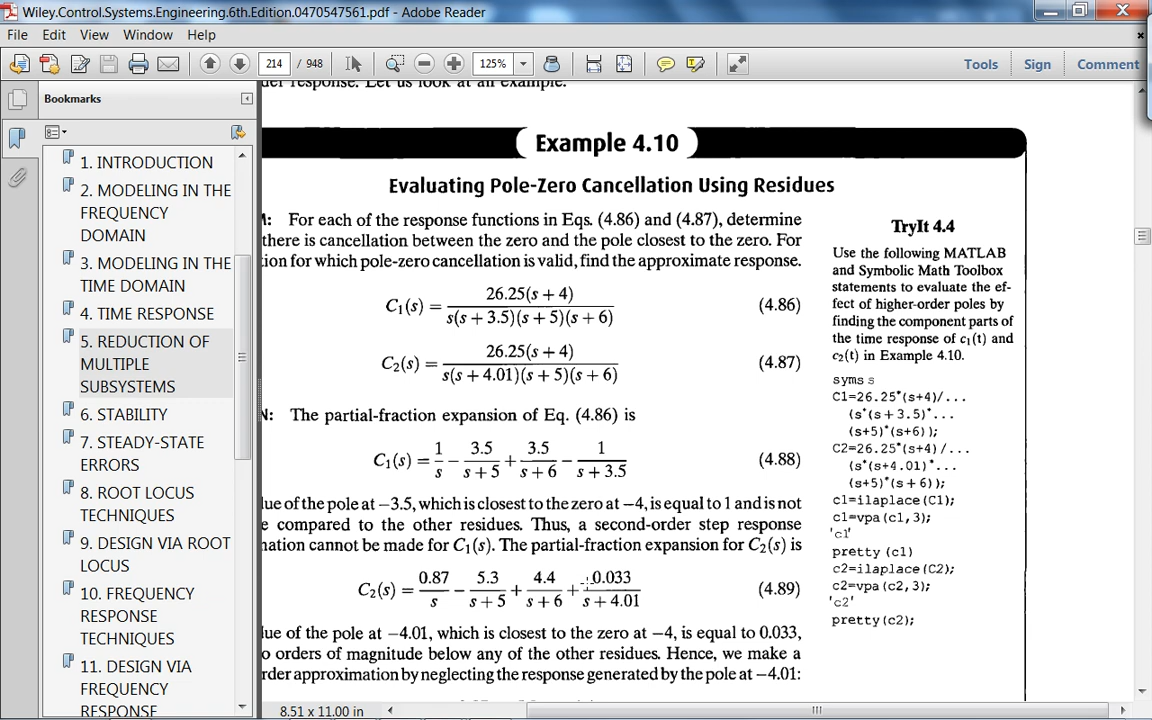 Wiley.Control.Systems.Engineering.6th.Edition.0470547561.pdf - Adobe Reader
File Edit View Window Help
214 / 948 125% Tools Sign Comment
Bookmarks
1. INTRODUCTION
2. MODELING IN THE
FREQUENCY
DOMAIN
3. MODELING IN THE
TIME DOMAIN
4. TIME RESPONSE
5. REDUCTION OF
MULTIPLE
SUBSYSTEMS
6. STABILITY
7. STEADY-STATE
ERRORS
8. ROOT LOCUS
TECHNIQUES
9. DESIGN VIA ROOT
LOCUS
10. FREQUENCY
RESPONSE
TECHNIQUES
11. DESIGN VIA
FREQUENCY
RESPONSE
der response. Let us look at an example.
Example 4.10
Evaluating Pole-Zero Cancellation Using Residues
M: For each of the response functions in Eqs. (4.86) and (4.87), determine
there is cancellation between the zero and the pole closest to the zero. For
ion for which pole-zero cancellation is valid, find the approximate response.
C₁(s) = 26.25(s + 4) / s(s + 3.5)(s + 5)(s + 6) (4.86)
C₂(s) = 26.25(s + 4) / s(s + 4.01)(s + 5)(s + 6) (4.87)
N: The partial-fraction expansion of Eq. (4.86) is
C₁(s) = 1/s − 3.5/(s + 5) + 3.5/(s + 6) − 1/(s + 3.5) (4.88)
lue of the pole at −3.5, which is closest to the zero at −4, is equal to 1 and is not
e compared to the other residues. Thus, a second-order step response
nation cannot be made for C₁(s). The partial-fraction expansion for C₂(s) is
C₂(s) = 0.87/s − 5.3/(s + 5) + 4.4/(s + 6) + 0.033/(s + 4.01) (4.89)
lue of the pole at −4.01, which is closest to the zero at −4, is equal to 0.033,
o orders of magnitude below any of the other residues. Hence, we make a
rder approximation by neglecting the response generated by the pole at −4.01:
TryIt 4.4
Use the following MATLAB
and Symbolic Math Toolbox
statements to evaluate the ef-
fect of higher-order poles by
finding the component parts of
the time response of c₁(t) and
c₂(t) in Example 4.10.
syms s
C1=26.25*(s+4)/...
(s*(s+3.5)*...
(s+5)*(s+6));
C2=26.25*(s+4)/...
(s*(s+4.01)*...
(s+5)*(s+6));
c1=ilaplace(C1);
c1=vpa(c1,3);
'c1'
pretty(c1)
c2=ilaplace(C2);
c2=vpa(c2,3);
'c2'
pretty(c2);
8.51 x 11.00 in